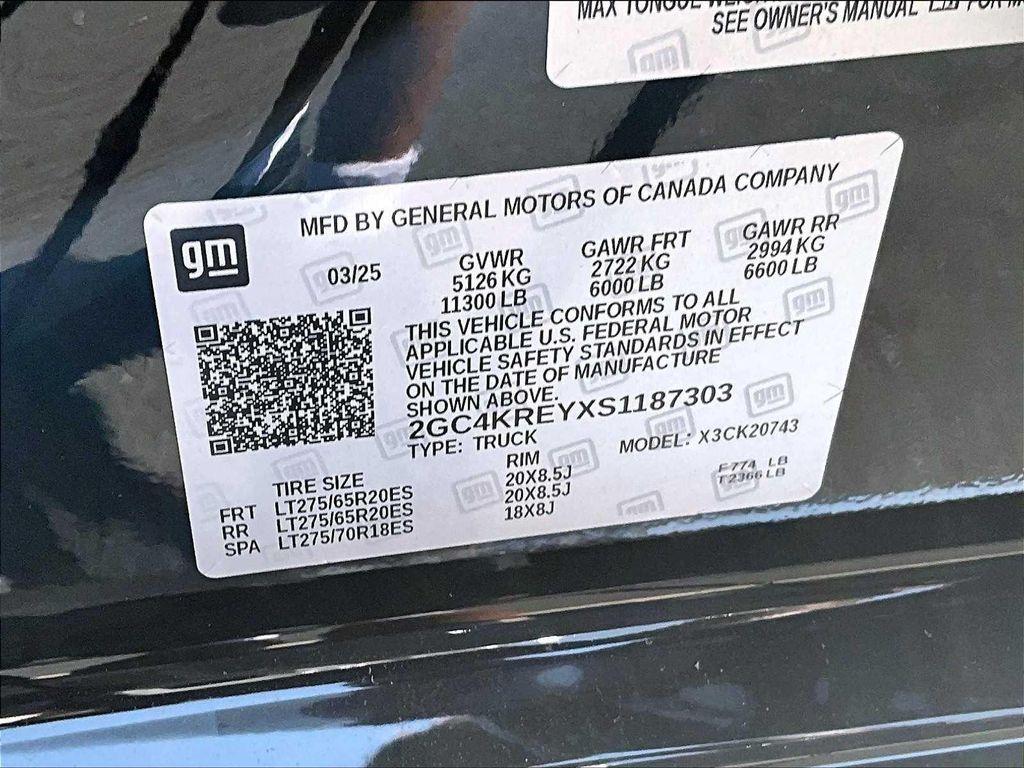 SEE OWNER'S MANUAL
gm
MFD BY GENERAL MOTORS OF CANADA COMPANY
03/25
GVWR GAWR FRT GAWR RR
5126 KG 2722 KG 2994 KG
11300 LB 6000 LB 6600 LB
THIS VEHICLE CONFORMS TO ALL
APPLICABLE U.S. FEDERAL MOTOR
VEHICLE SAFETY STANDARDS IN EFFECT
ON THE DATE OF MANUFACTURE
SHOWN ABOVE.
2GC4KREYXS1187303
TYPE: TRUCK MODEL: X3CK20743
TIRE SIZE RIM
FRT LT275/65R20ES 20X8.5J
RR LT275/65R20ES 20X8.5J
SPA LT275/70R18ES 18X8J
F774 LB
T2366 LB